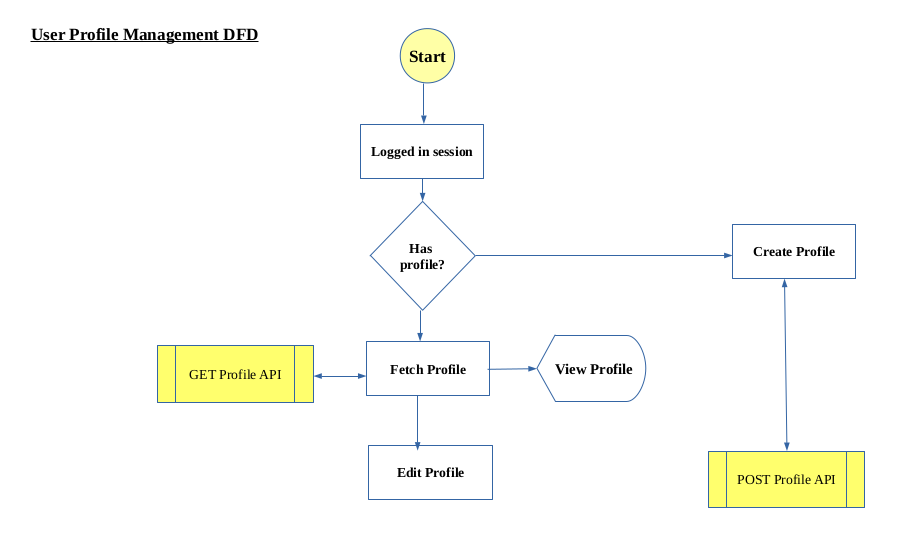 User Profile Management DFD
Start
Logged in session
Has
profile?
Create Profile
GET Profile API
Fetch Profile
View Profile
Edit Profile
POST Profile API